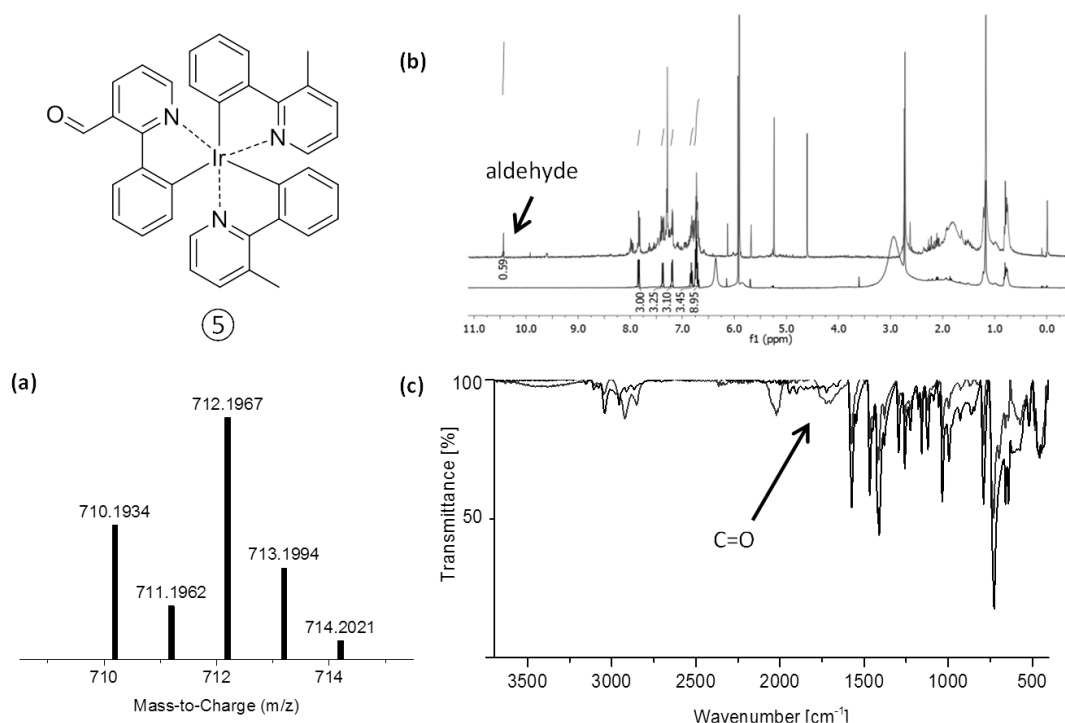 O
N
N
Ir
N
5
(b)
aldehyde
0.59
3.00
3.25
3.10
3.45
8.95
11.0 10.0 9.0 8.0 7.0 6.0 5.0 4.0 3.0 2.0 1.0 0.0
f1 (ppm)
(a)
712.1967
710.1934
713.1994
711.1962
714.2021
710 712 714
Mass-to-Charge (m/z)
(c)
100
50
Transmittance [%]
C=O
3500 3000 2500 2000 1500 1000 500
Wavenumber [cm-1]